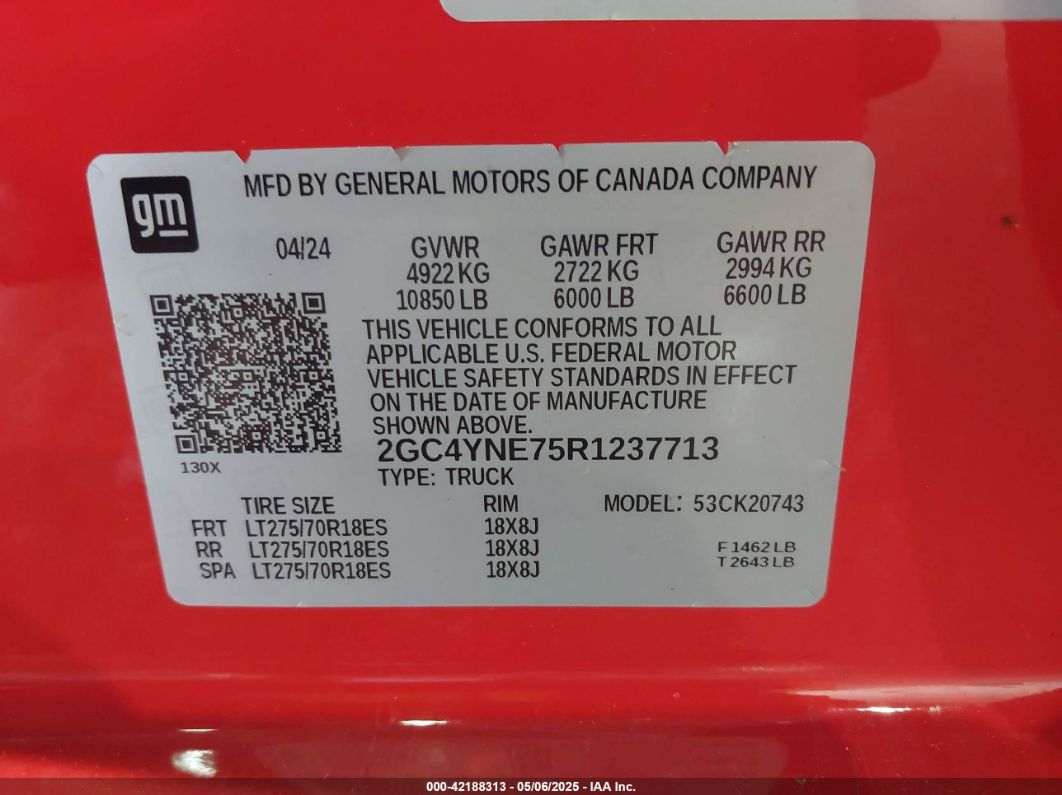 gm
MFD BY GENERAL MOTORS OF CANADA COMPANY
04/24 GVWR GAWR FRT GAWR RR
4922 KG 2722 KG 2994 KG
10850 LB 6000 LB 6600 LB
THIS VEHICLE CONFORMS TO ALL
APPLICABLE U.S. FEDERAL MOTOR
VEHICLE SAFETY STANDARDS IN EFFECT
ON THE DATE OF MANUFACTURE
SHOWN ABOVE.
2GC4YNE75R1237713
130X
TYPE: TRUCK
TIRE SIZE RIM MODEL: 53CK20743
FRT LT275/70R18ES 18X8J
RR LT275/70R18ES 18X8J F 1462 LB
SPA LT275/70R18ES 18X8J T 2643 LB
000-42188313 - 05/06/2025 - IAA Inc.